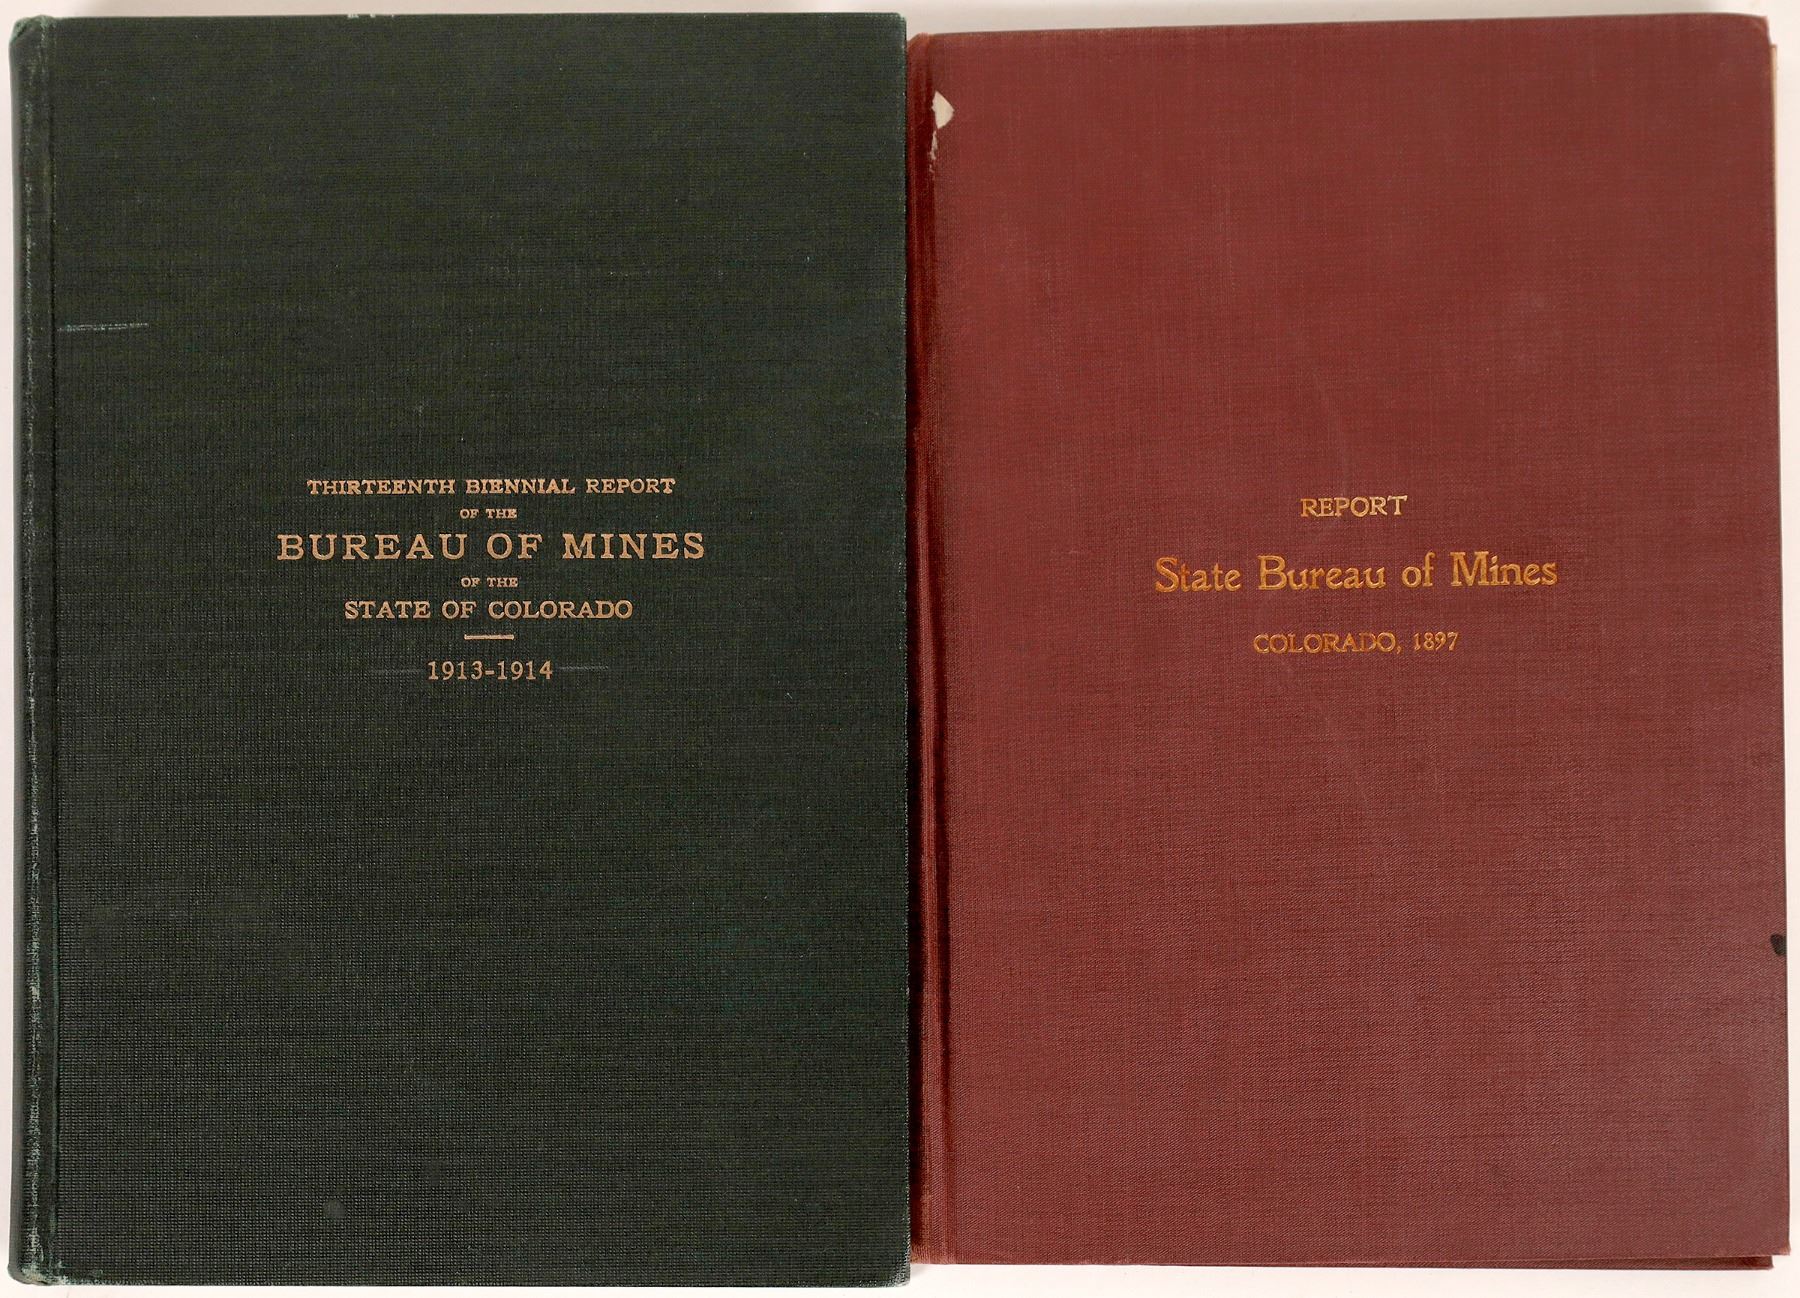 THIRTEENTH BIENNIAL REPORT
OF THE
BUREAU OF MINES
OF THE
STATE OF COLORADO
1913-1914
REPORT
State Bureau of Mines
COLORADO, 1897